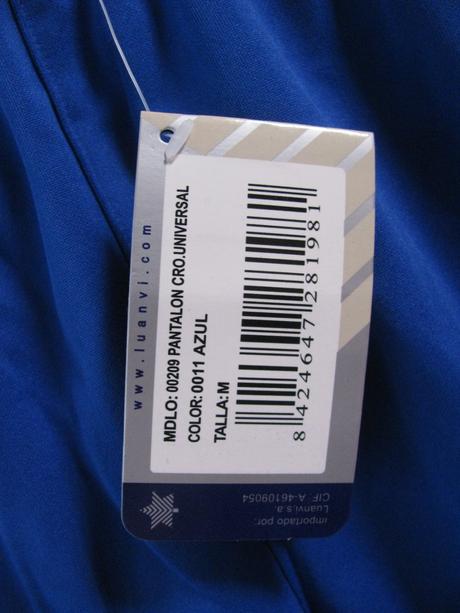 www.luanvi.com
MDLO: 00209 PANTALON CRO.UNIVERSAL
COLOR: 0011 AZUL
TALLA: M
8 424647 281981
importado por:
Luanvi,s.a.
CIF: A-46109054